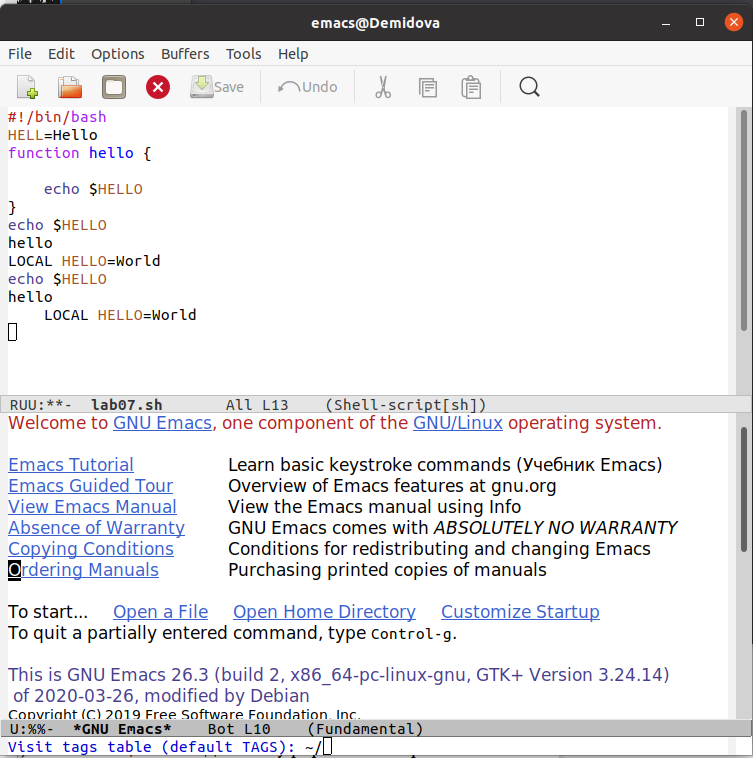 emacs@Demidova
File Edit Options Buffers Tools Help
Save Undo
#!/bin/bash
HELL=Hello
function hello {
echo $HELLO
}
echo $HELLO
hello
LOCAL HELLO=World
echo $HELLO
hello
LOCAL HELLO=World
RUU:**- lab07.sh All L13 (Shell-script[sh])
Welcome to GNU Emacs, one component of the GNU/Linux operating system.
Emacs Tutorial Learn basic keystroke commands (Учебник Emacs)
Emacs Guided Tour Overview of Emacs features at gnu.org
View Emacs Manual View the Emacs manual using Info
Absence of Warranty GNU Emacs comes with ABSOLUTELY NO WARRANTY
Copying Conditions Conditions for redistributing and changing Emacs
Ordering Manuals Purchasing printed copies of manuals
To start... Open a File Open Home Directory Customize Startup
To quit a partially entered command, type control-g.
This is GNU Emacs 26.3 (build 2, x86_64-pc-linux-gnu, GTK+ Version 3.24.14)
of 2020-03-26, modified by Debian
Copyright (C) 2019 Free Software Foundation, Inc.
U:%%- *GNU Emacs* Bot L10 (Fundamental)
Visit tags table (default TAGS): ~/